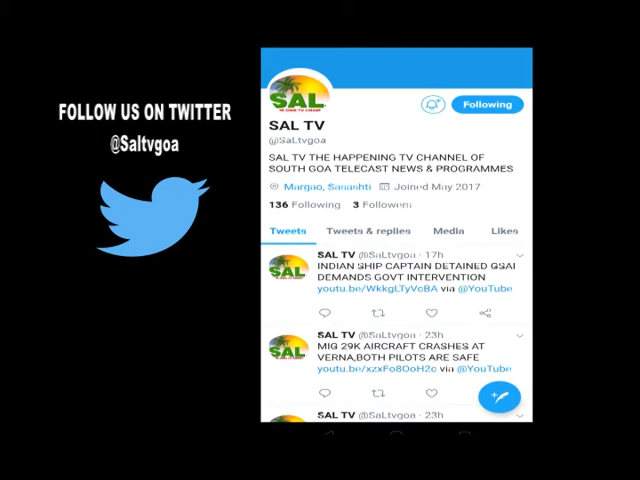 FOLLOW US ON TWITTER
@Saltvgoa
SAL
Following
SAL TV
@SaLtvgoa
SAL TV THE HAPPENING TV CHANNEL OF
SOUTH GOA TELECAST NEWS & PROGRAMMES
Margao, Sanashti Joined May 2017
136 Following 3 Followers
Tweets Tweets & replies Media Likes
SAL TV @SaLtvgoa · 17h
INDIAN SHIP CAPTAIN DETAINED GSAI
DEMANDS GOVT INTERVENTION
youtu.be/WkkgLTyVcBA via @YouTube
SAL
SAL TV @SaLtvgoa · 23h
MIG 29K AIRCRAFT CRASHES AT
VERNA,BOTH PILOTS ARE SAFE
youtu.be/xzxFo8OoH2c via @YouTube
SAL
SAL TV @SaLtvgoa · 23h